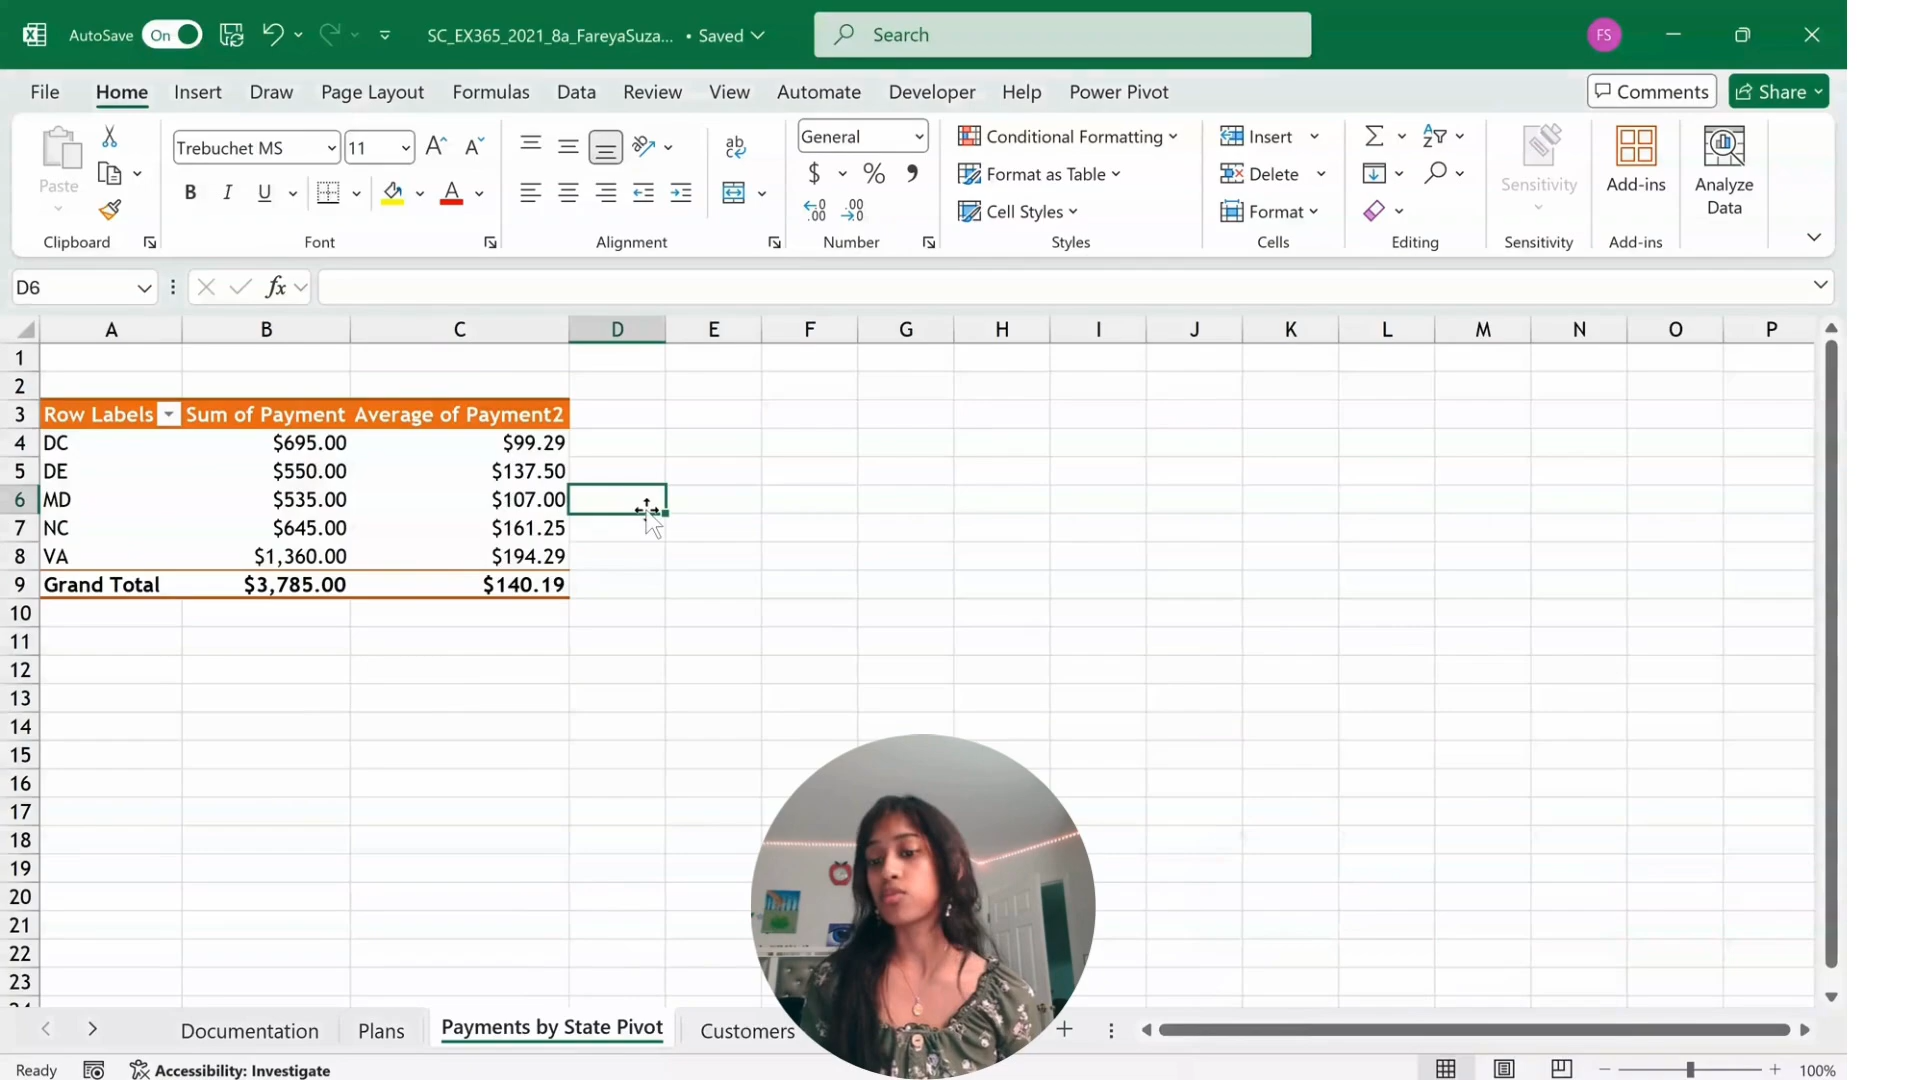 AutoSave On SC_EX365_2021_8a_FareyaSuza... • Saved Search FS
File Home Insert Draw Page Layout Formulas Data Review View Automate Developer Help Power Pivot Comments Share
Paste
Clipboard
Trebuchet MS 11
B I U A
Font
ab
Alignment
General
$ % 9
Number
Conditional Formatting
Format as Table
Cell Styles
Styles
Insert
Delete
Format
Cells
Editing
Sensitivity
Sensitivity
Add-ins
Add-ins
Analyze
Data
D6 fx
A B C D E F G H I J K L M N O P
1
2
3 Row Labels Sum of Payment Average of Payment2
4 DC $695.00 $99.29
5 DE $550.00 $137.50
6 MD $535.00 $107.00
7 NC $645.00 $161.25
8 VA $1,360.00 $194.29
9 Grand Total $3,785.00 $140.19
10
11
12
13
14
15
16
17
18
19
20
21
22
23
Documentation Plans Payments by State Pivot Customers
Ready Accessibility: Investigate 100%